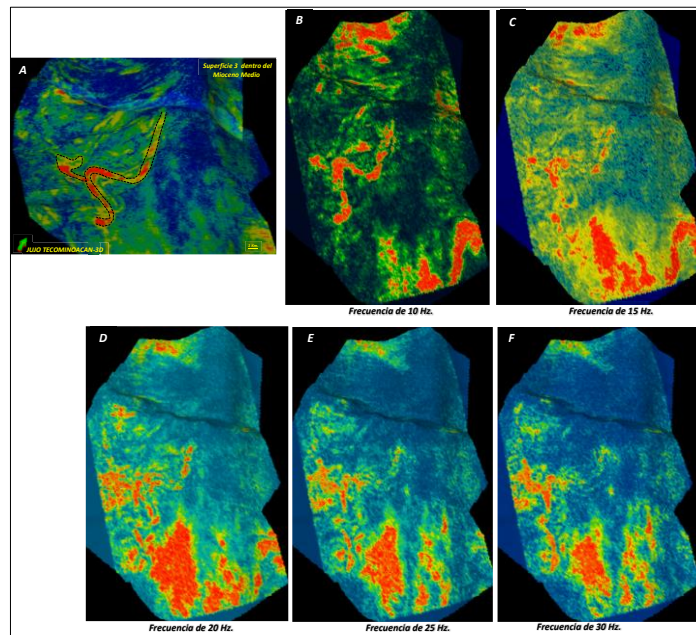 A
Superficie 3 dentro del
Mioceno Medio
JUJO TECOMINOACAN-3D
B
Frecuencia de 10 Hz.
C
Frecuencia de 15 Hz.
D
Frecuencia de 20 Hz.
E
Frecuencia de 25 Hz.
F
Frecuencia de 30 Hz.